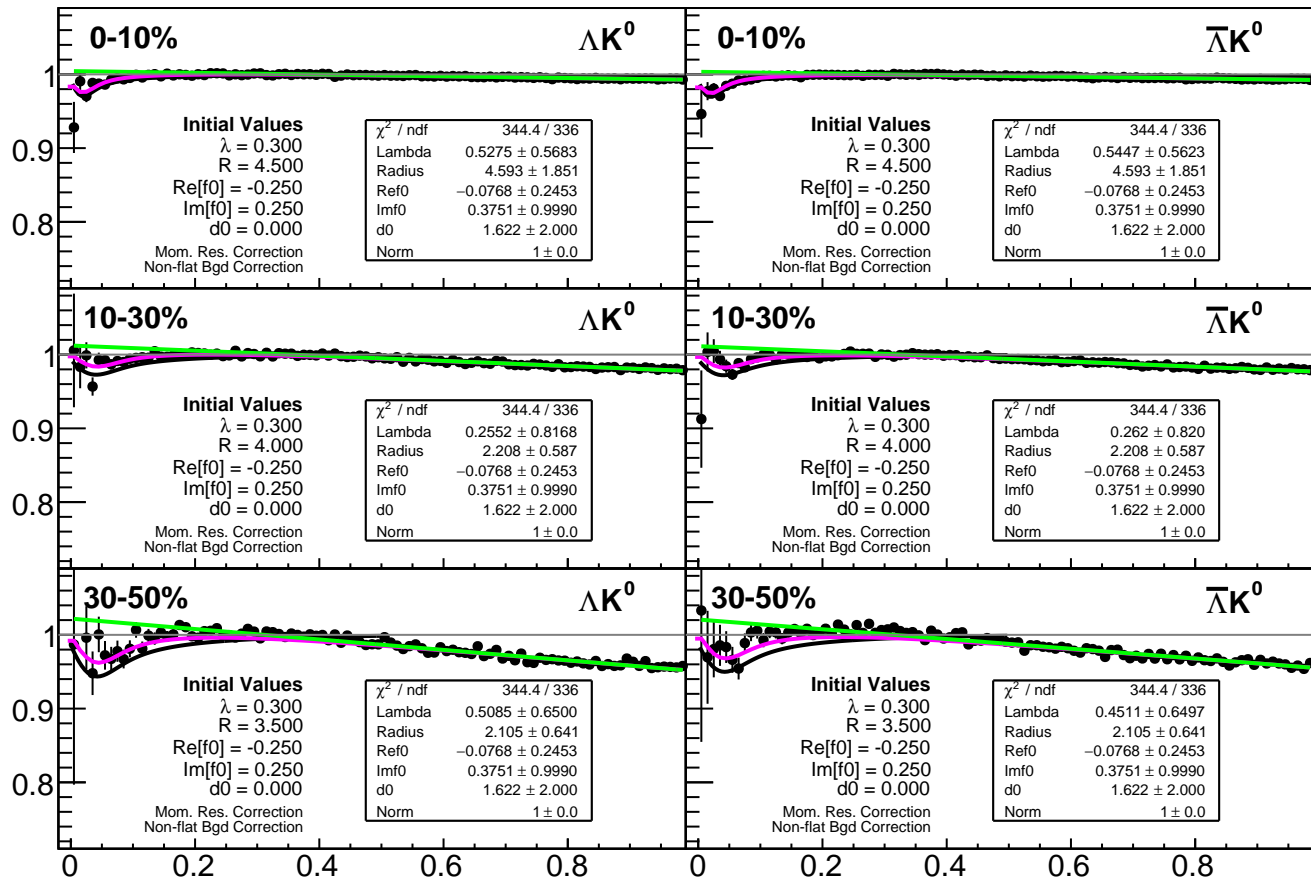 0-10% ΛK⁰
1
0.9
0.8
Initial Values
λ = 0.300
R = 4.500
Re[f0] = -0.250
Im[f0] = 0.250
d0 = 0.000
Mom. Res. Correction
Non-flat Bgd Correction
χ² / ndf 344.4 / 336
Lambda 0.5275 ± 0.5683
Radius 4.593 ± 1.851
Ref0 −0.0768 ± 0.2453
Imf0 0.3751 ± 0.9990
d0 1.622 ± 2.000
Norm 1 ± 0.0
0-10% Λ̅K⁰
Initial Values
λ = 0.300
R = 4.500
Re[f0] = -0.250
Im[f0] = 0.250
d0 = 0.000
Mom. Res. Correction
Non-flat Bgd Correction
χ² / ndf 344.4 / 336
Lambda 0.5447 ± 0.5623
Radius 4.593 ± 1.851
Ref0 −0.0768 ± 0.2453
Imf0 0.3751 ± 0.9990
d0 1.622 ± 2.000
Norm 1 ± 0.0
10-30% ΛK⁰
1
0.9
0.8
Initial Values
λ = 0.300
R = 4.000
Re[f0] = -0.250
Im[f0] = 0.250
d0 = 0.000
Mom. Res. Correction
Non-flat Bgd Correction
χ² / ndf 344.4 / 336
Lambda 0.2552 ± 0.8168
Radius 2.208 ± 0.587
Ref0 −0.0768 ± 0.2453
Imf0 0.3751 ± 0.9990
d0 1.622 ± 2.000
Norm 1 ± 0.0
10-30% Λ̅K⁰
Initial Values
λ = 0.300
R = 4.000
Re[f0] = -0.250
Im[f0] = 0.250
d0 = 0.000
Mom. Res. Correction
Non-flat Bgd Correction
χ² / ndf 344.4 / 336
Lambda 0.262 ± 0.820
Radius 2.208 ± 0.587
Ref0 −0.0768 ± 0.2453
Imf0 0.3751 ± 0.9990
d0 1.622 ± 2.000
Norm 1 ± 0.0
30-50% ΛK⁰
1
0.9
0.8
Initial Values
λ = 0.300
R = 3.500
Re[f0] = -0.250
Im[f0] = 0.250
d0 = 0.000
Mom. Res. Correction
Non-flat Bgd Correction
χ² / ndf 344.4 / 336
Lambda 0.5085 ± 0.6500
Radius 2.105 ± 0.641
Ref0 −0.0768 ± 0.2453
Imf0 0.3751 ± 0.9990
d0 1.622 ± 2.000
Norm 1 ± 0.0
30-50% Λ̅K⁰
Initial Values
λ = 0.300
R = 3.500
Re[f0] = -0.250
Im[f0] = 0.250
d0 = 0.000
Mom. Res. Correction
Non-flat Bgd Correction
χ² / ndf 344.4 / 336
Lambda 0.4511 ± 0.6497
Radius 2.105 ± 0.641
Ref0 −0.0768 ± 0.2453
Imf0 0.3751 ± 0.9990
d0 1.622 ± 2.000
Norm 1 ± 0.0
0 0.2 0.4 0.6 0.8 0 0.2 0.4 0.6 0.8